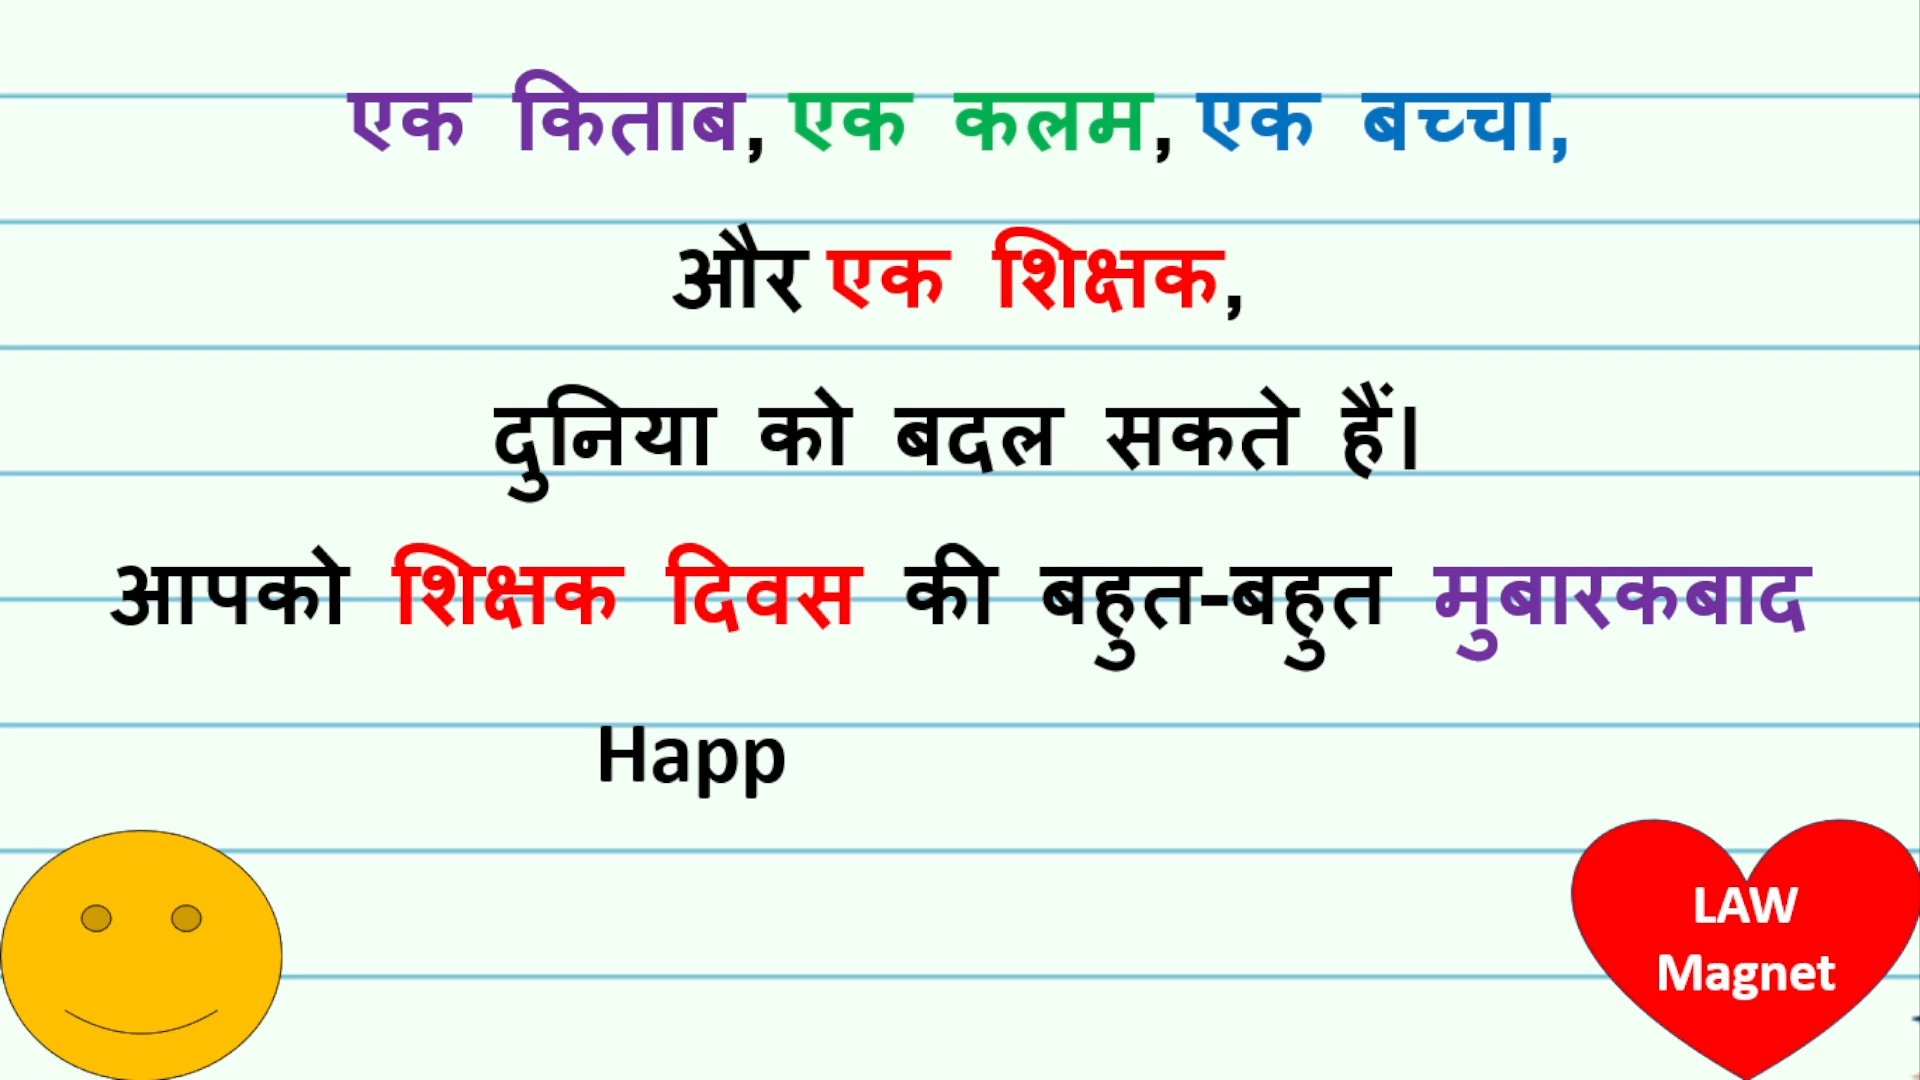 एक किताब, एक कलम, एक बच्चा,
और एक शिक्षक,
दुनिया को बदल सकते हैं।
आपको शिक्षक दिवस की बहुत-बहुत मुबारकबाद
Happ
LAW
Magnet